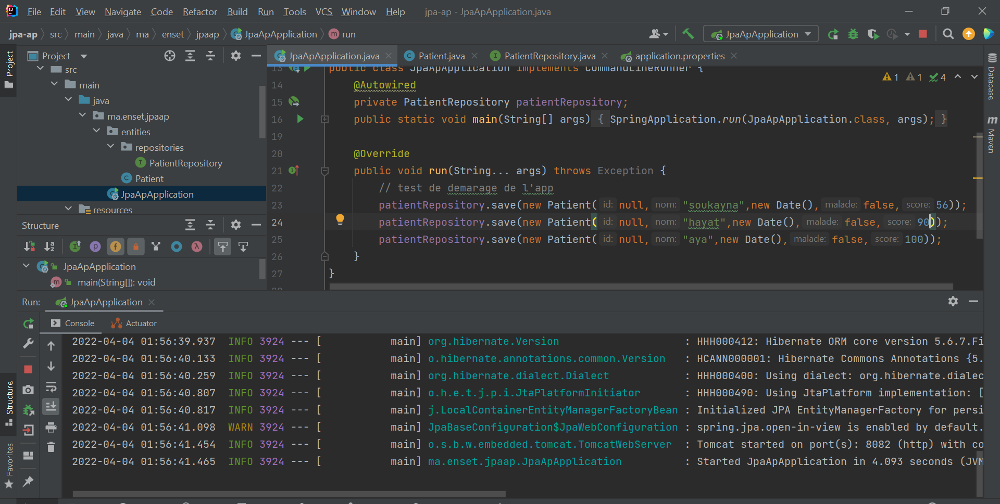 File Edit View Navigate Code Refactor Build Run Tools VCS Window Help jpa-ap - JpaApApplication.java
jpa-ap src main java ma enset jpaap JpaApApplication run JpaApApplication
Project
Project
src
main
java
ma.enset.jpaap
entities
repositories
PatientRepository
Patient
JpaApApplication
resources
JpaApApplication.java Patient.java PatientRepository.java application.properties
1 1 4
13 public class JpaApApplication implements CommandLineRunner {
14 @Autowired
15 private PatientRepository patientRepository;
16 public static void main(String[] args) { SpringApplication.run(JpaApApplication.class, args); }
19
20 @Override
21 public void run(String... args) throws Exception {
22 // test de demarage de l'app
23 patientRepository.save(new Patient( id: null, nom: "soukayna",new Date(), malade: false, score: 56));
24 patientRepository.save(new Patient( id: null, nom: "hayat",new Date(), malade: false, score: 90));
25 patientRepository.save(new Patient( id: null, nom: "aya",new Date(), malade: false, score: 100));
26 }
27 }
28
Database
m Maven
Structure
JpaApApplication
main(String[]): void
Run: JpaApApplication
Console Actuator
2022-04-04 01:56:39.937 INFO 3924 --- [ main] org.hibernate.Version : HHH000412: Hibernate ORM core version 5.6.7.Fi
2022-04-04 01:56:40.133 INFO 3924 --- [ main] o.hibernate.annotations.common.Version : HCANN000001: Hibernate Commons Annotations {5.
2022-04-04 01:56:40.259 INFO 3924 --- [ main] org.hibernate.dialect.Dialect : HHH000400: Using dialect: org.hibernate.dialec
2022-04-04 01:56:40.807 INFO 3924 --- [ main] o.h.e.t.j.p.i.JtaPlatformInitiator : HHH000490: Using JtaPlatform implementation: [
2022-04-04 01:56:40.817 INFO 3924 --- [ main] j.LocalContainerEntityManagerFactoryBean : Initialized JPA EntityManagerFactory for persi
2022-04-04 01:56:41.098 WARN 3924 --- [ main] JpaBaseConfiguration$JpaWebConfiguration : spring.jpa.open-in-view is enabled by default.
2022-04-04 01:56:41.454 INFO 3924 --- [ main] o.s.b.w.embedded.tomcat.TomcatWebServer : Tomcat started on port(s): 8082 (http) with co
2022-04-04 01:56:41.465 INFO 3924 --- [ main] ma.enset.jpaap.JpaApApplication : Started JpaApApplication in 4.093 seconds (JVM
Structure
Favorites